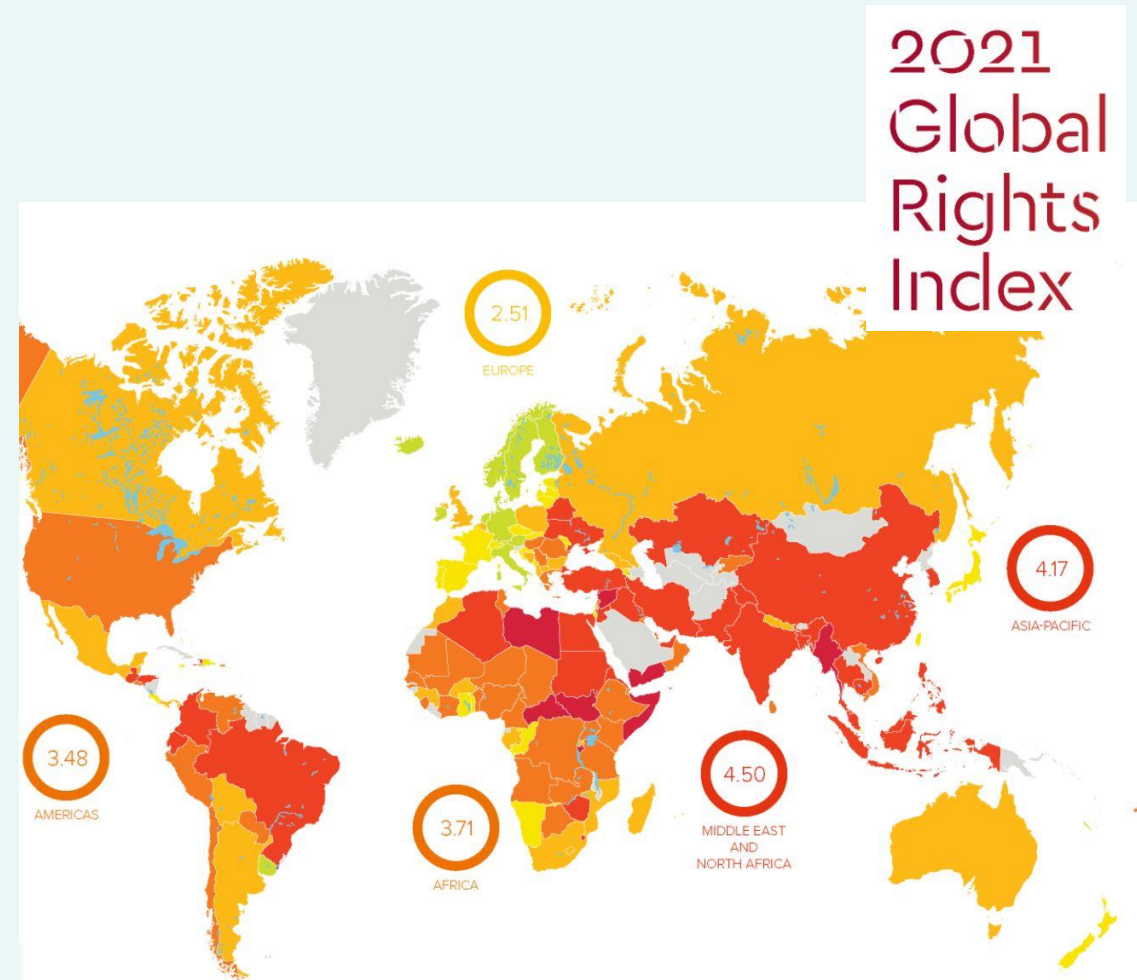 2021
Global
Rights
Index
2.51
EUROPE
4.17
ASIA-PACIFIC
3.48
AMERICAS
3.71
AFRICA
4.50
MIDDLE EAST
AND
NORTH AFRICA